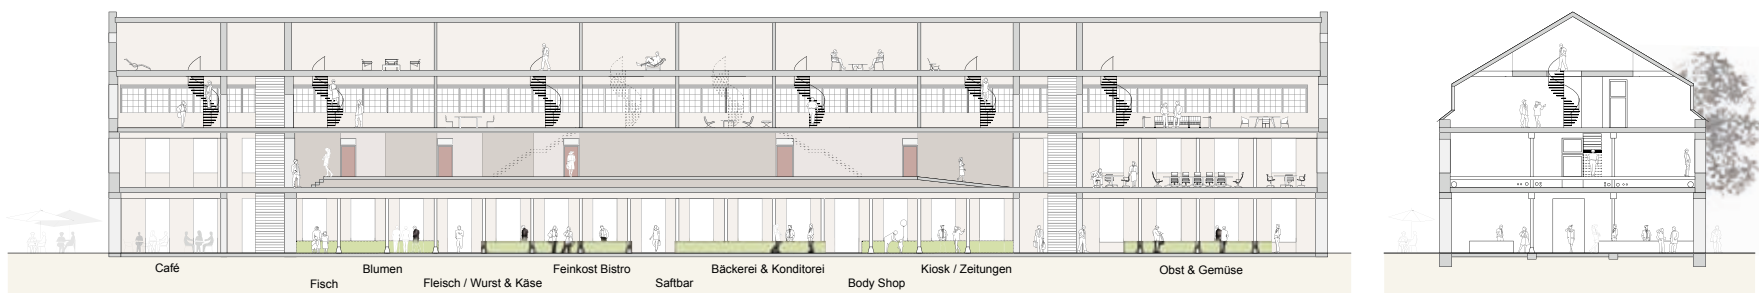 Café
Fisch
Blumen
Fleisch / Wurst & Käse
Feinkost Bistro
Saftbar
Bäckerei & Konditorei
Body Shop
Kiosk / Zeitungen
Obst & Gemüse